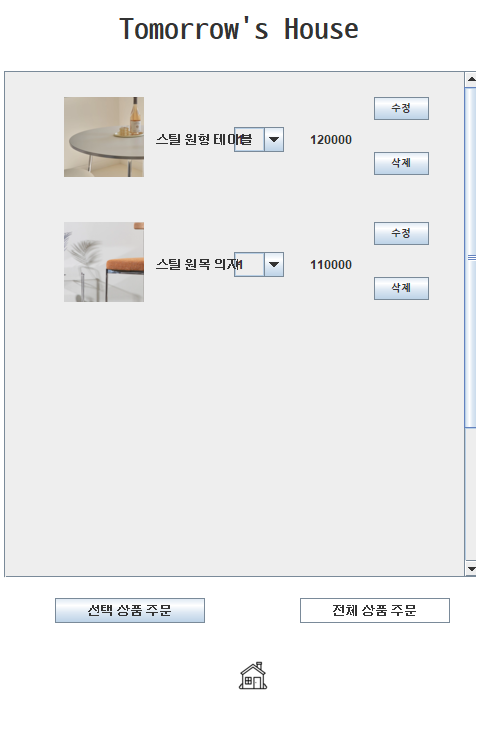 Tomorrow's House
수정
스틸 원형 테이블 120000
삭제
수정
스틸 원목 의자 1 110000
삭제
선택 상품 주문 전체 상품 주문